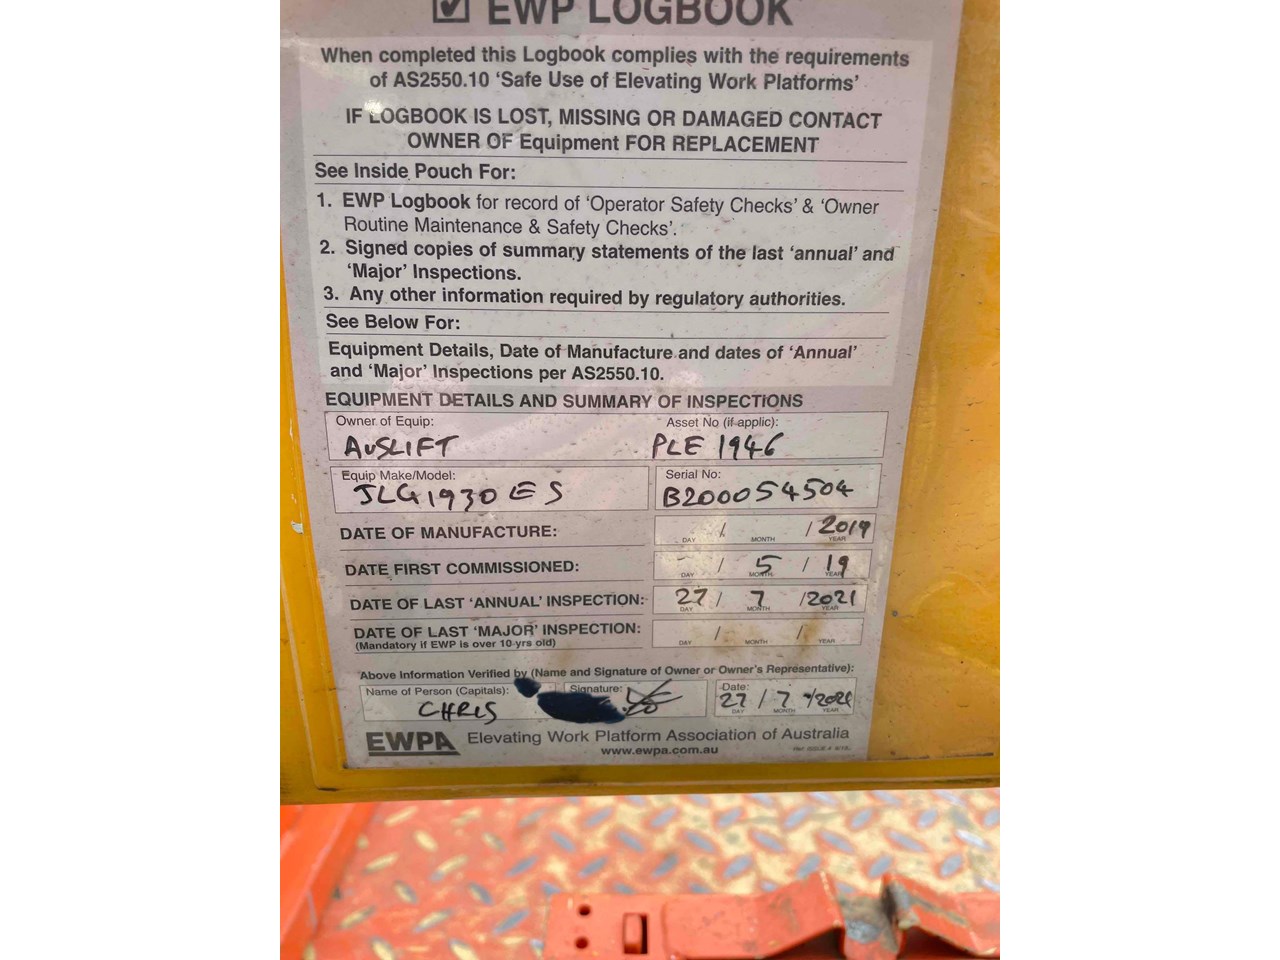 EWP LOGBOOK
When completed this Logbook complies with the requirements
of AS2550.10 ‘Safe Use of Elevating Work Platforms’
IF LOGBOOK IS LOST, MISSING OR DAMAGED CONTACT
OWNER OF Equipment FOR REPLACEMENT
See Inside Pouch For:
1. EWP Logbook for record of ‘Operator Safety Checks’ & ‘Owner
Routine Maintenance & Safety Checks’.
2. Signed copies of summary statements of the last ‘annual’ and
‘Major’ Inspections.
3. Any other information required by regulatory authorities.
See Below For:
Equipment Details, Date of Manufacture and dates of ‘Annual’
and ‘Major’ Inspections per AS2550.10.
EQUIPMENT DETAILS AND SUMMARY OF INSPECTIONS
Owner of Equip: Asset No (if applic):
AUSLIFT PLE 1946
Equip Make/Model: Serial No:
JLG1930 ES B200054504
DATE OF MANUFACTURE: / / 2019
DAY MONTH YEAR
DATE FIRST COMMISSIONED: / 5 / 19
DAY MONTH YEAR
DATE OF LAST ‘ANNUAL’ INSPECTION: 27 / 7 /2021
DAY MONTH YEAR
DATE OF LAST ‘MAJOR’ INSPECTION: / /
(Mandatory if EWP is over 10 yrs old) DAY MONTH YEAR
Above Information Verified by (Name and Signature of Owner or Owner’s Representative):
Name of Person (Capitals): Signature: Date:
CHRIS 27 / 7 /2021
DAY MONTH YEAR
EWPA Elevating Work Platform Association of Australia
www.ewpa.com.au